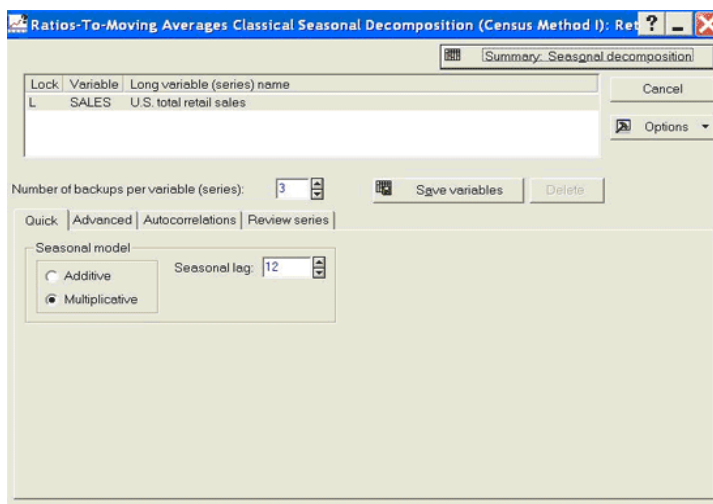 Ratios-To-Moving Averages Classical Seasonal Decomposition (Census Method I): Ret
Summary: Seasonal decomposition
Lock Variable Long variable (series) name
L SALES U.S. total retail sales
Cancel
Options
Number of backups per variable (series): 3
Save variables
Delete
Quick Advanced Autocorrelations Review series
Seasonal model
Additive
Multiplicative
Seasonal lag: 12